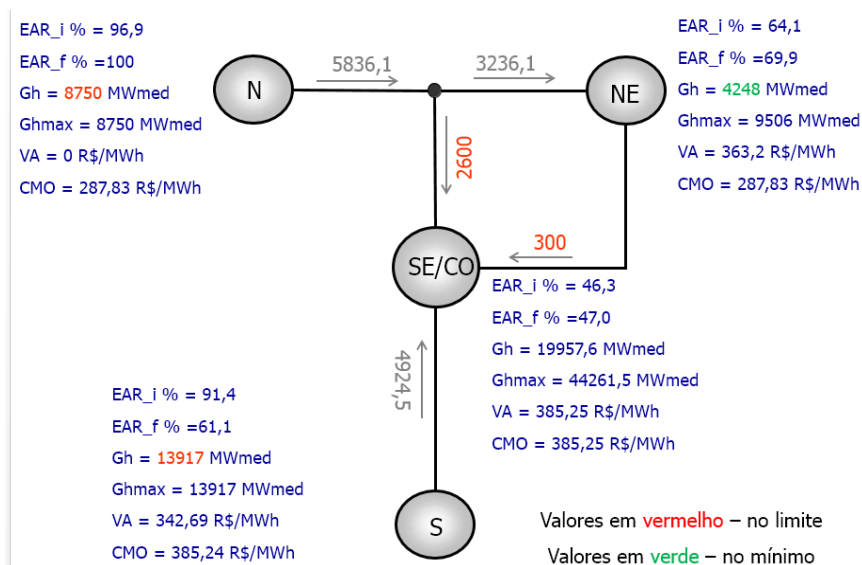 EAR_i % = 96,9
EAR_f % =100
Gh = 8750 MWmed
Ghmax = 8750 MWmed
VA = 0 R$/MWh
CMO = 287,83 R$/MWh
N
5836,1
3236,1
NE
EAR_i % = 64,1
EAR_f % =69,9
Gh = 4248 MWmed
Ghmax = 9506 MWmed
VA = 363,2 R$/MWh
CMO = 287,83 R$/MWh
2600
300
SE/CO
EAR_i % = 46,3
EAR_f % =47,0
Gh = 19957,6 MWmed
Ghmax = 44261,5 MWmed
VA = 385,25 R$/MWh
CMO = 385,25 R$/MWh
4924,5
EAR_i % = 91,4
EAR_f % =61,1
Gh = 13917 MWmed
Ghmax = 13917 MWmed
VA = 342,69 R$/MWh
CMO = 385,24 R$/MWh
S
Valores em vermelho – no limite
Valores em verde – no mínimo